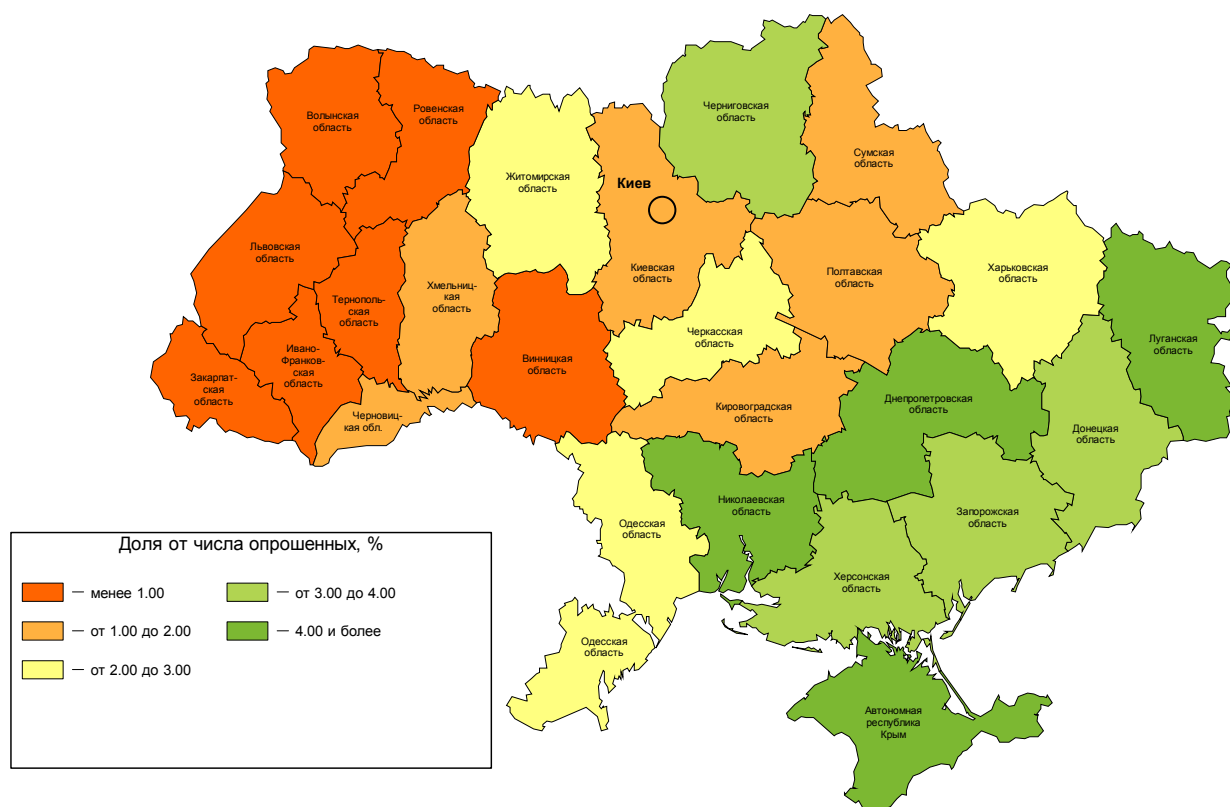 Волынская
область
Ровенская
область
Черниговская
область
Сумская
область
Житомирская
область
Киев
Львовская
область
Киевская
область
Полтавская
область
Харьковская
область
Тернополь-
ская
область
Хмельниц-
кая
область
Черкасская
область
Луганская
область
Ивано-
Франков-
ская
область
Винницкая
область
Закарпат-
ская
область
Черновиц-
кая обл.
Кировоградская
область
Днепропетровская
область
Донецкая
область
Николаевская
область
Запорожская
область
Одесская
область
Херсонская
область
Одесская
область
Автономная
республика
Крым
Доля от числа опрошенных, %
— менее 1.00
— от 1.00 до 2.00
— от 2.00 до 3.00
— от 3.00 до 4.00
— 4.00 и более